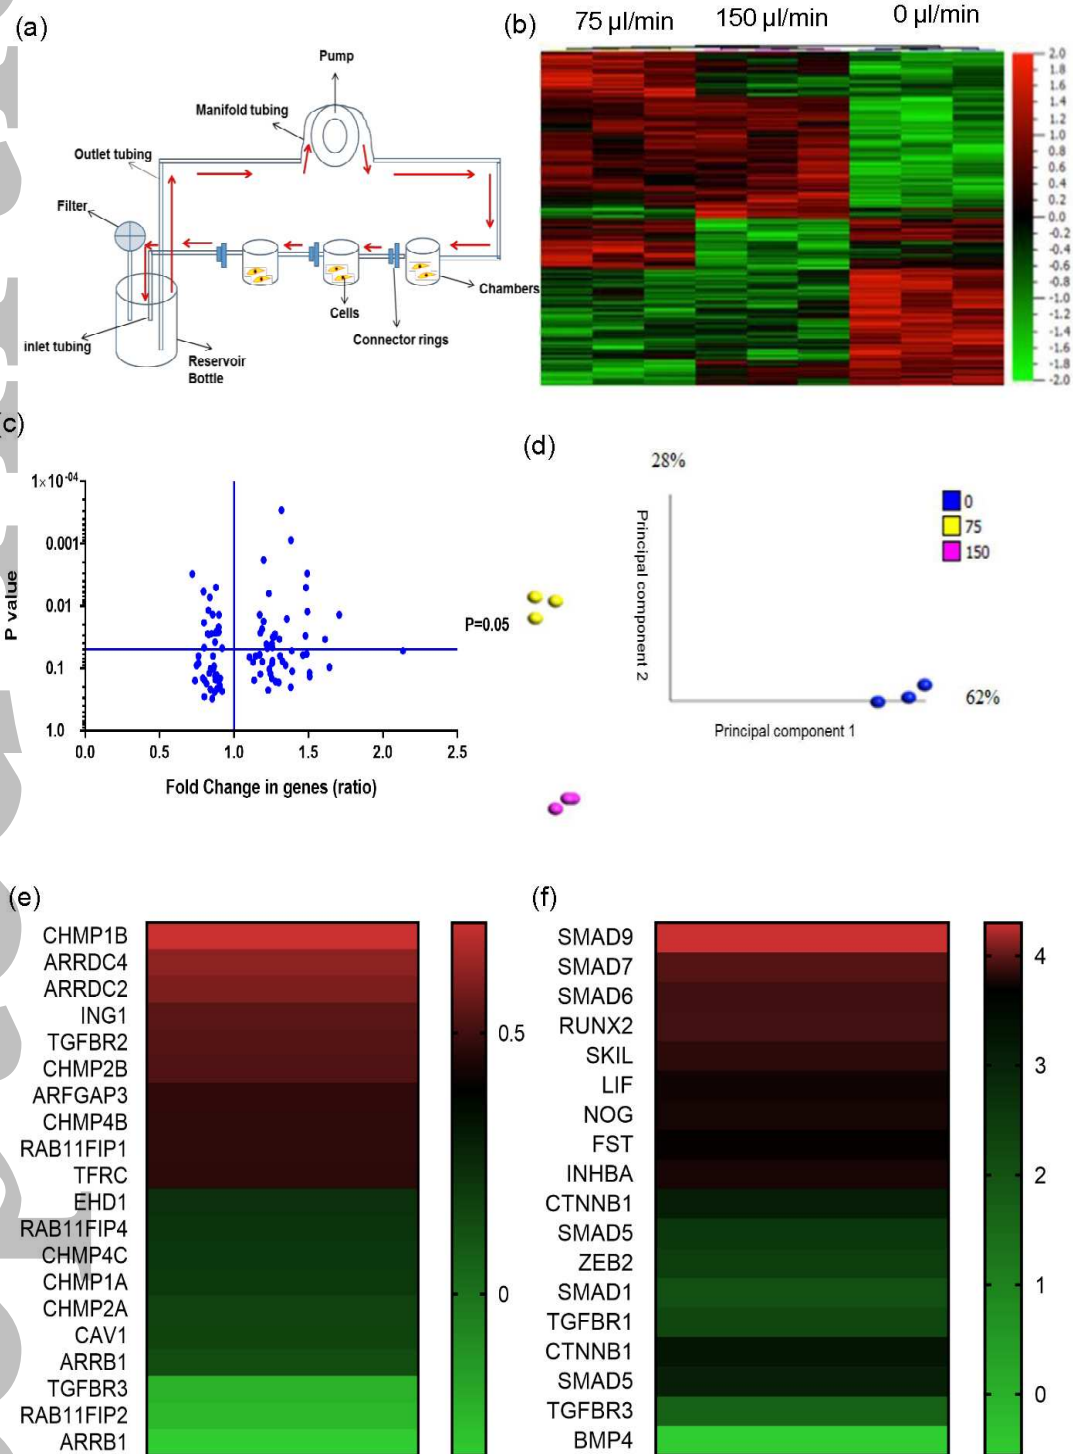 (a)
Pump
Manifold tubing
Outlet tubing
Filter
Chambers
Cells
Connector rings
inlet tubing
Reservoir
Bottle
(b)
75 µl/min 150 µl/min 0 µl/min
2.0
1.8
1.4
1.2
1.0
0.8
0.6
0.4
0.2
0.0
-0.2
-0.4
-0.6
-0.8
-1.0
-1.2
-1.4
-1.8
-2.0
(c)
1×10⁻⁰⁴
0.001
0.01
0.1
1.0
P value
P=0.05
0.0 0.5 1.0 1.5 2.0 2.5
Fold Change in genes (ratio)
(d)
28%
Principal component 2
0
75
150
62%
Principal component 1
(e)
CHMP1B
ARRDC4
ARRDC2
ING1
TGFBR2
CHMP2B
ARFGAP3
CHMP4B
RAB11FIP1
TFRC
EHD1
RAB11FIP4
CHMP4C
CHMP1A
CHMP2A
CAV1
ARRB1
TGFBR3
RAB11FIP2
ARRB1
0.5
0
(f)
SMAD9
SMAD7
SMAD6
RUNX2
SKIL
LIF
NOG
FST
INHBA
CTNNB1
SMAD5
ZEB2
SMAD1
TGFBR1
CTNNB1
SMAD5
TGFBR3
BMP4
4
3
2
1
0